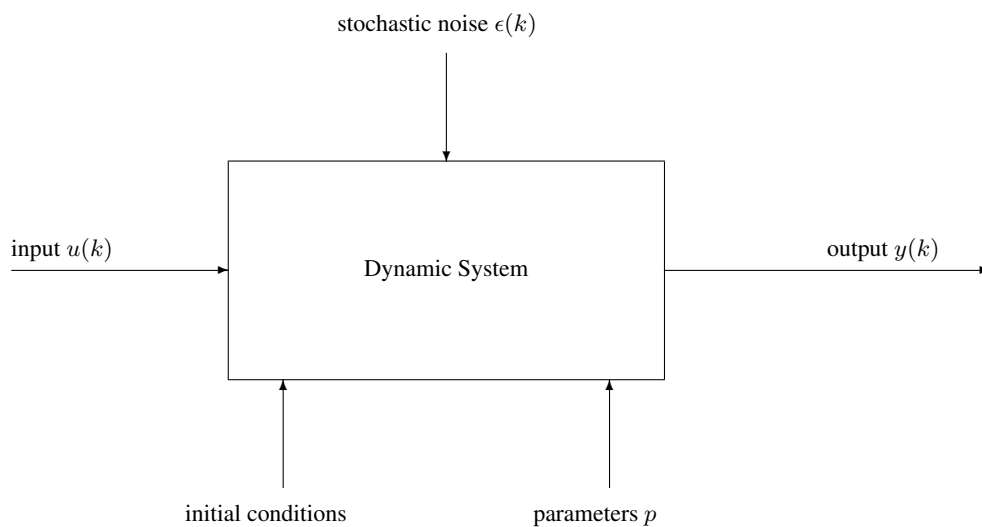 stochastic noise ϵ(k)
input u(k)
output y(k)
Dynamic System
initial conditions
parameters p